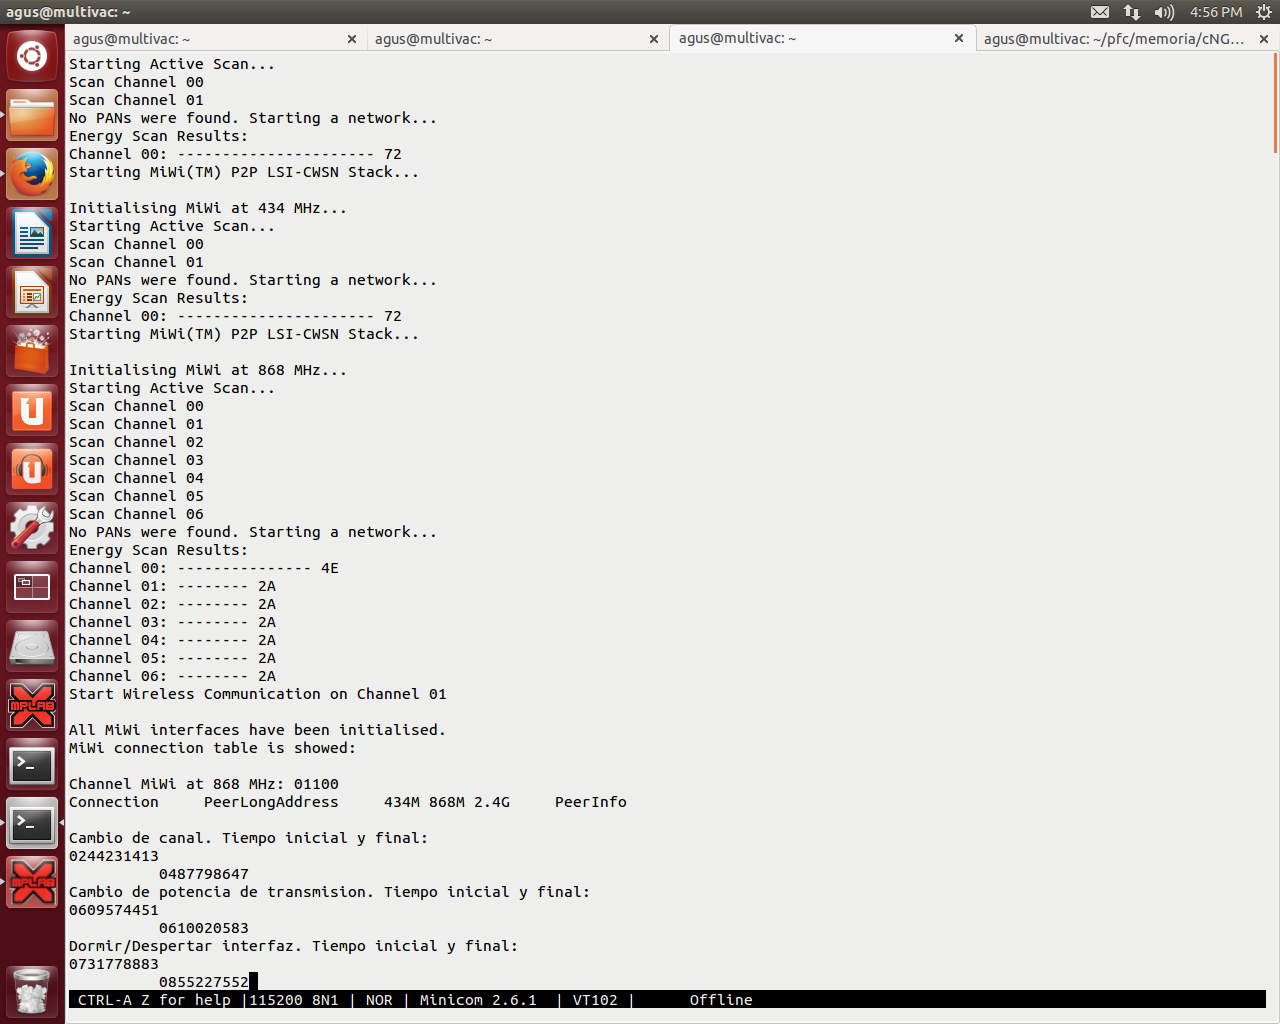 agus@multivac: ~
4:56 PM
agus@multivac: ~
agus@multivac: ~
agus@multivac: ~
agus@multivac: ~/pfc/memoria/cNG...
Starting Active Scan...
Scan Channel 00
Scan Channel 01
No PANs were found. Starting a network...
Energy Scan Results:
Channel 00: ---------------------- 72
Starting MiWi(TM) P2P LSI-CWSN Stack...
Initialising MiWi at 434 MHz...
Starting Active Scan...
Scan Channel 00
Scan Channel 01
No PANs were found. Starting a network...
Energy Scan Results:
Channel 00: ---------------------- 72
Starting MiWi(TM) P2P LSI-CWSN Stack...
Initialising MiWi at 868 MHz...
Starting Active Scan...
Scan Channel 00
Scan Channel 01
Scan Channel 02
Scan Channel 03
Scan Channel 04
Scan Channel 05
Scan Channel 06
No PANs were found. Starting a network...
Energy Scan Results:
Channel 00: --------------- 4E
Channel 01: -------- 2A
Channel 02: -------- 2A
Channel 03: -------- 2A
Channel 04: -------- 2A
Channel 05: -------- 2A
Channel 06: -------- 2A
Start Wireless Communication on Channel 01
All MiWi interfaces have been initialised.
MiWi connection table is showed:
Channel MiWi at 868 MHz: 01100
Connection     PeerLongAddress     434M 868M 2.4G     PeerInfo
Cambio de canal. Tiempo inicial y final:
0244231413
0487798647
Cambio de potencia de transmision. Tiempo inicial y final:
0609574451
0610020583
Dormir/Despertar interfaz. Tiempo inicial y final:
0731778883
0855227552
CTRL-A Z for help |115200 8N1 | NOR | Minicom 2.6.1  | VT102 |      Offline
MPLAB
MPLAB